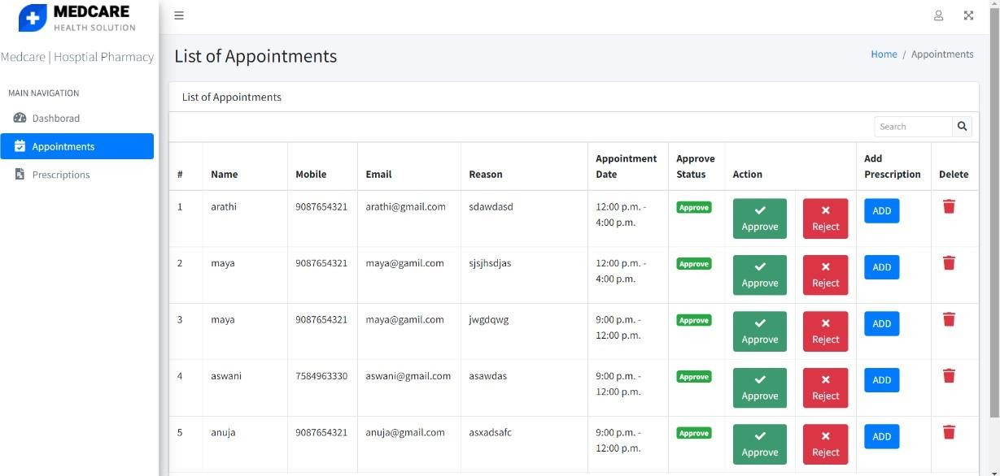 MEDCARE
HEALTH SOLUTION
Medcare | Hosptial Pharmacy
MAIN NAVIGATION
Dashborad
Appointments
Prescriptions
List of Appointments
Home / Appointments
List of Appointments
Search
# Name Mobile Email Reason Appointment Date Approve Status Action Add Prescription Delete
1 arathi 9087654321 arathi@gmail.com sdawdasd 12:00 p.m. - 4:00 p.m. Approve Approve Reject ADD
2 maya 9087654321 maya@gamil.com sjsjhsdjas 12:00 p.m. - 4:00 p.m. Approve Approve Reject ADD
3 maya 9087654321 maya@gamil.com jwgdqwg 9:00 p.m. - 12:00 p.m. Approve Approve Reject ADD
4 aswani 7584963330 aswani@gmail.com asawdas 9:00 p.m. - 12:00 p.m. Approve Approve Reject ADD
5 anuja 9087654321 anuja@gmail.com asxadsafc 9:00 p.m. - 12:00 p.m. Approve Approve Reject ADD